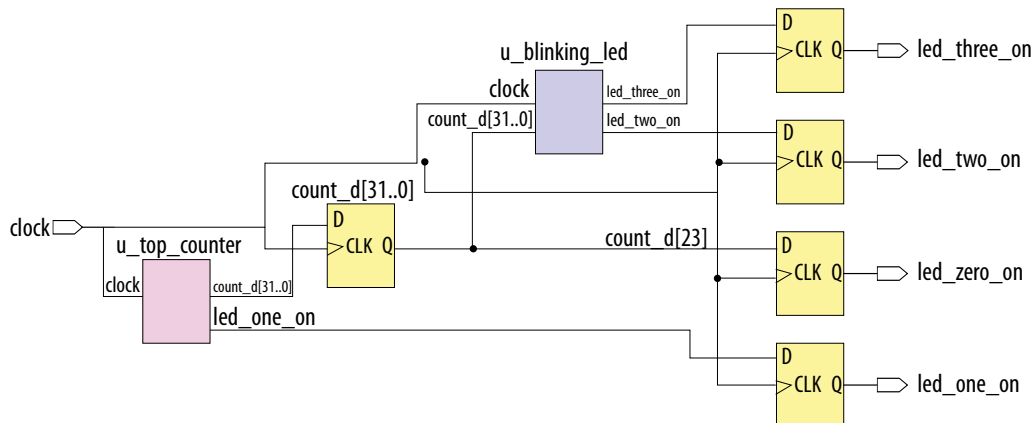 D
CLK Q
led_three_on
u_blinking_led
clock
led_three_on
count_d[31..0]
led_two_on
D
CLK Q
led_two_on
count_d[31..0]
D
CLK Q
clock
u_top_counter
clock
count_d[31..0]
led_one_on
count_d[23]
D
CLK Q
led_zero_on
D
CLK Q
led_one_on